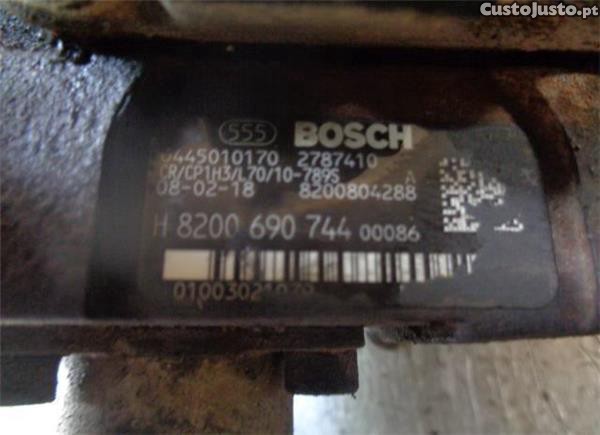 CustoJusto.pt
555 BOSCH
0445010170 2787410
CR/CP1H3/L70/10-789S A
08-02-18 8200804288
H 8200 690 744 00086